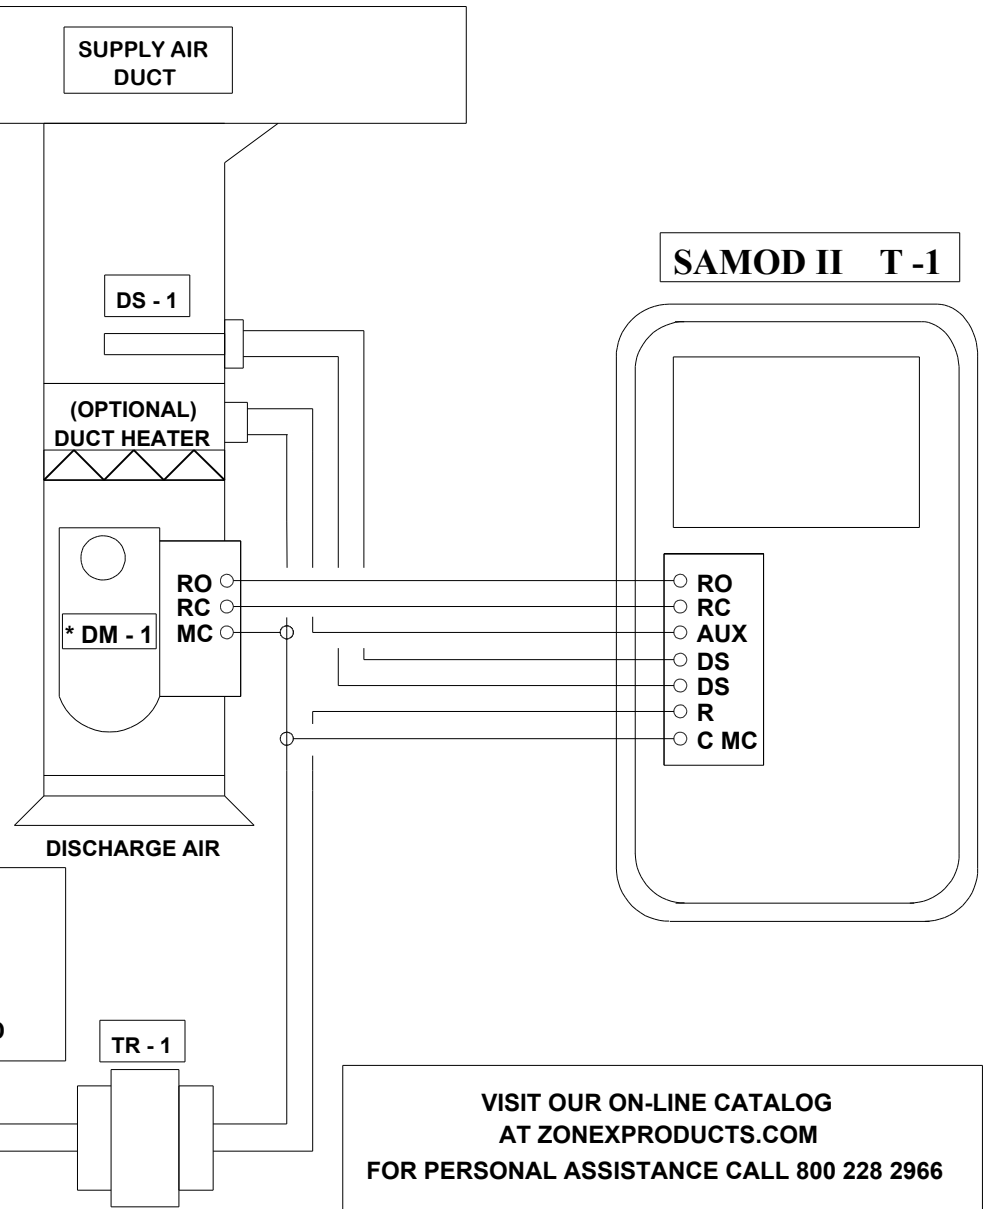 SUPPLY AIR
DUCT
SAMOD II T -1
DS - 1
(OPTIONAL)
DUCT HEATER
RO
RC
MC
* DM - 1
RO
RC
AUX
DS
DS
R
C MC
DISCHARGE AIR
TR - 1
VISIT OUR ON-LINE CATALOG
AT ZONEXPRODUCTS.COM
FOR PERSONAL ASSISTANCE CALL 800 228 2966